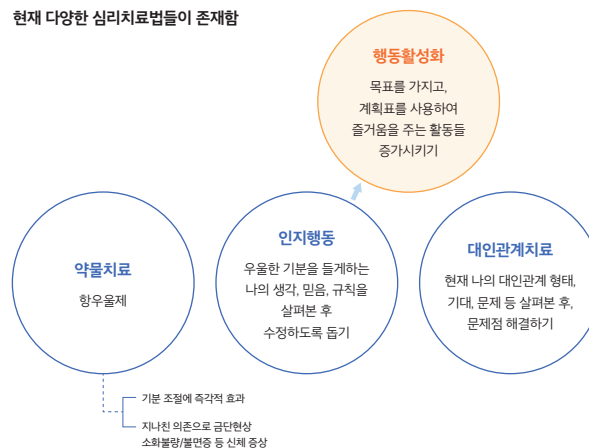 현재 다양한 심리치료법들이 존재함
행동활성화
목표를 가지고,
계획표를 사용하여
즐거움을 주는 활동들
증가시키기
약물치료
항우울제
인지행동
우울한 기분을 들게하는
나의 생각, 믿음, 규칙을
살펴본 후
수정하도록 돕기
대인관계치료
현재 나의 대인관계 형태,
기대, 문제 등 살펴본 후,
문제점 해결하기
기분 조절에 즉각적 효과
지나친 의존으로 금단현상
소화불량/불면증 등 신체 증상